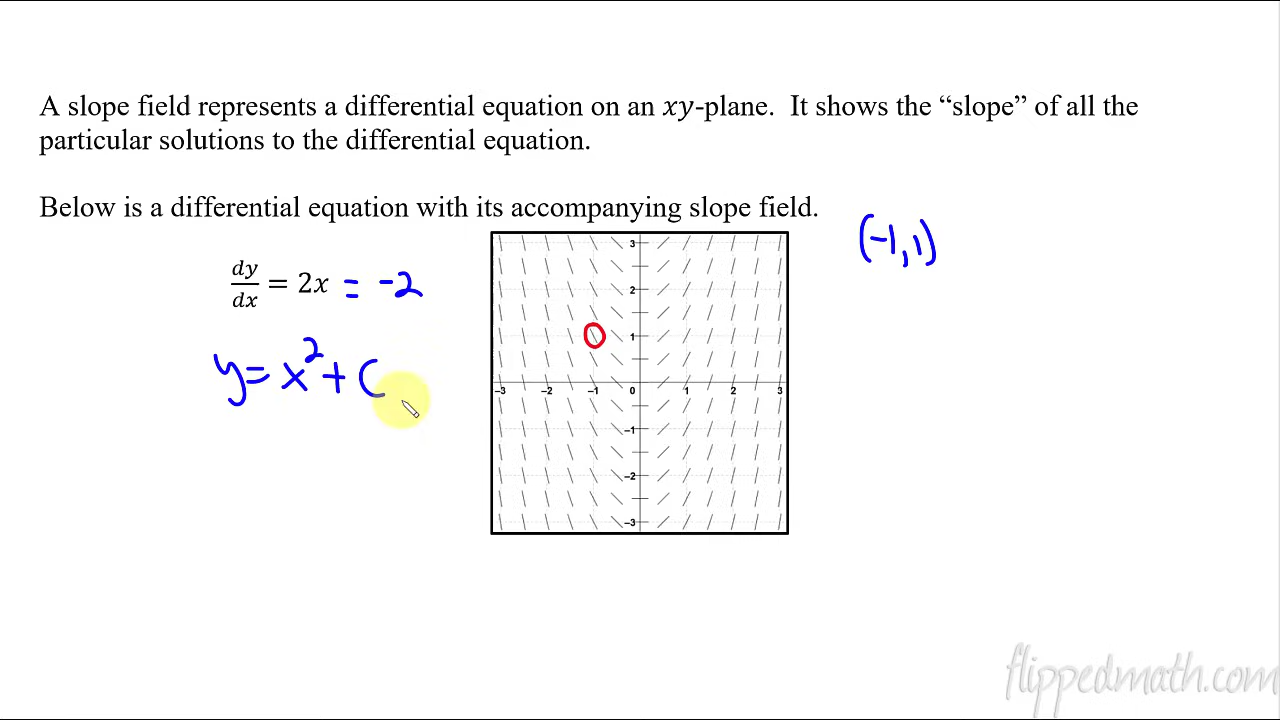 A slope field represents a differential equation on an xy-plane. It shows the “slope” of all the
particular solutions to the differential equation.
Below is a differential equation with its accompanying slope field.
(-1, 1)
dy/dx = 2x = -2
y = x² + C
3
2
1
−3 −2 −1 0 1 2 3
−1
−2
−3
flippedmath.com